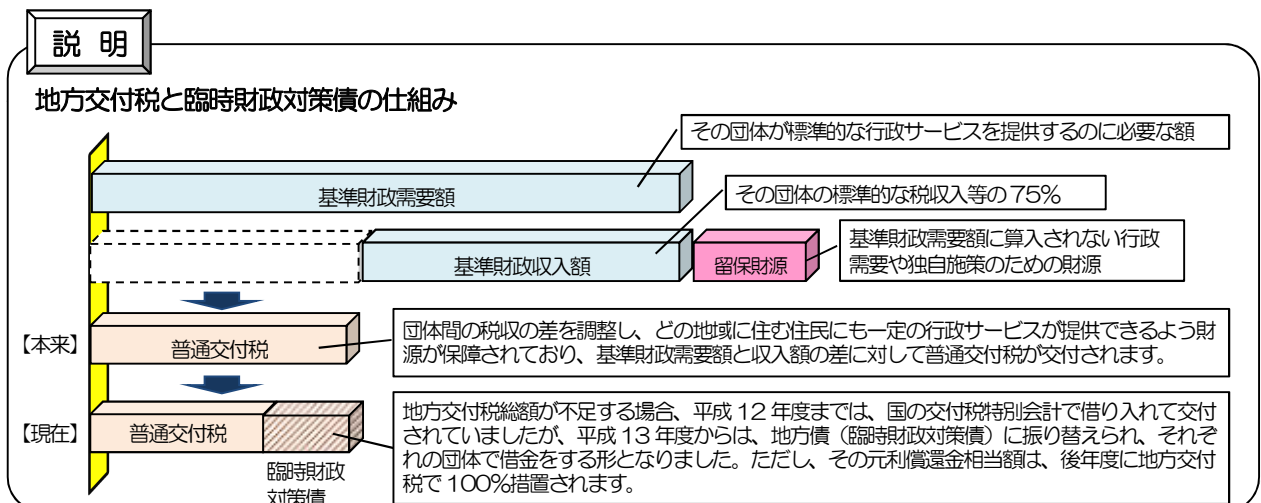 説 明
地方交付税と臨時財政対策債の仕組み
その団体が標準的な行政サービスを提供するのに必要な額
基準財政需要額
その団体の標準的な税収入等の 75%
基準財政収入額
留保財源
基準財政需要額に算入されない行政
需要や独自施策のための財源
【本来】
普通交付税
団体間の税収の差を調整し、どの地域に住む住民にも一定の行政サービスが提供できるよう財
源が保障されており、基準財政需要額と収入額の差に対して普通交付税が交付されます。
【現在】
普通交付税
臨時財政
対策債
地方交付税総額が不足する場合、平成 12 年度までは、国の交付税特別会計で借り入れて交付
されていましたが、平成 13 年度からは、地方債（臨時財政対策債）に振り替えられ、それぞ
れの団体で借金をする形となりました。ただし、その元利償還金相当額は、後年度に地方交付
税で 100%措置されます。